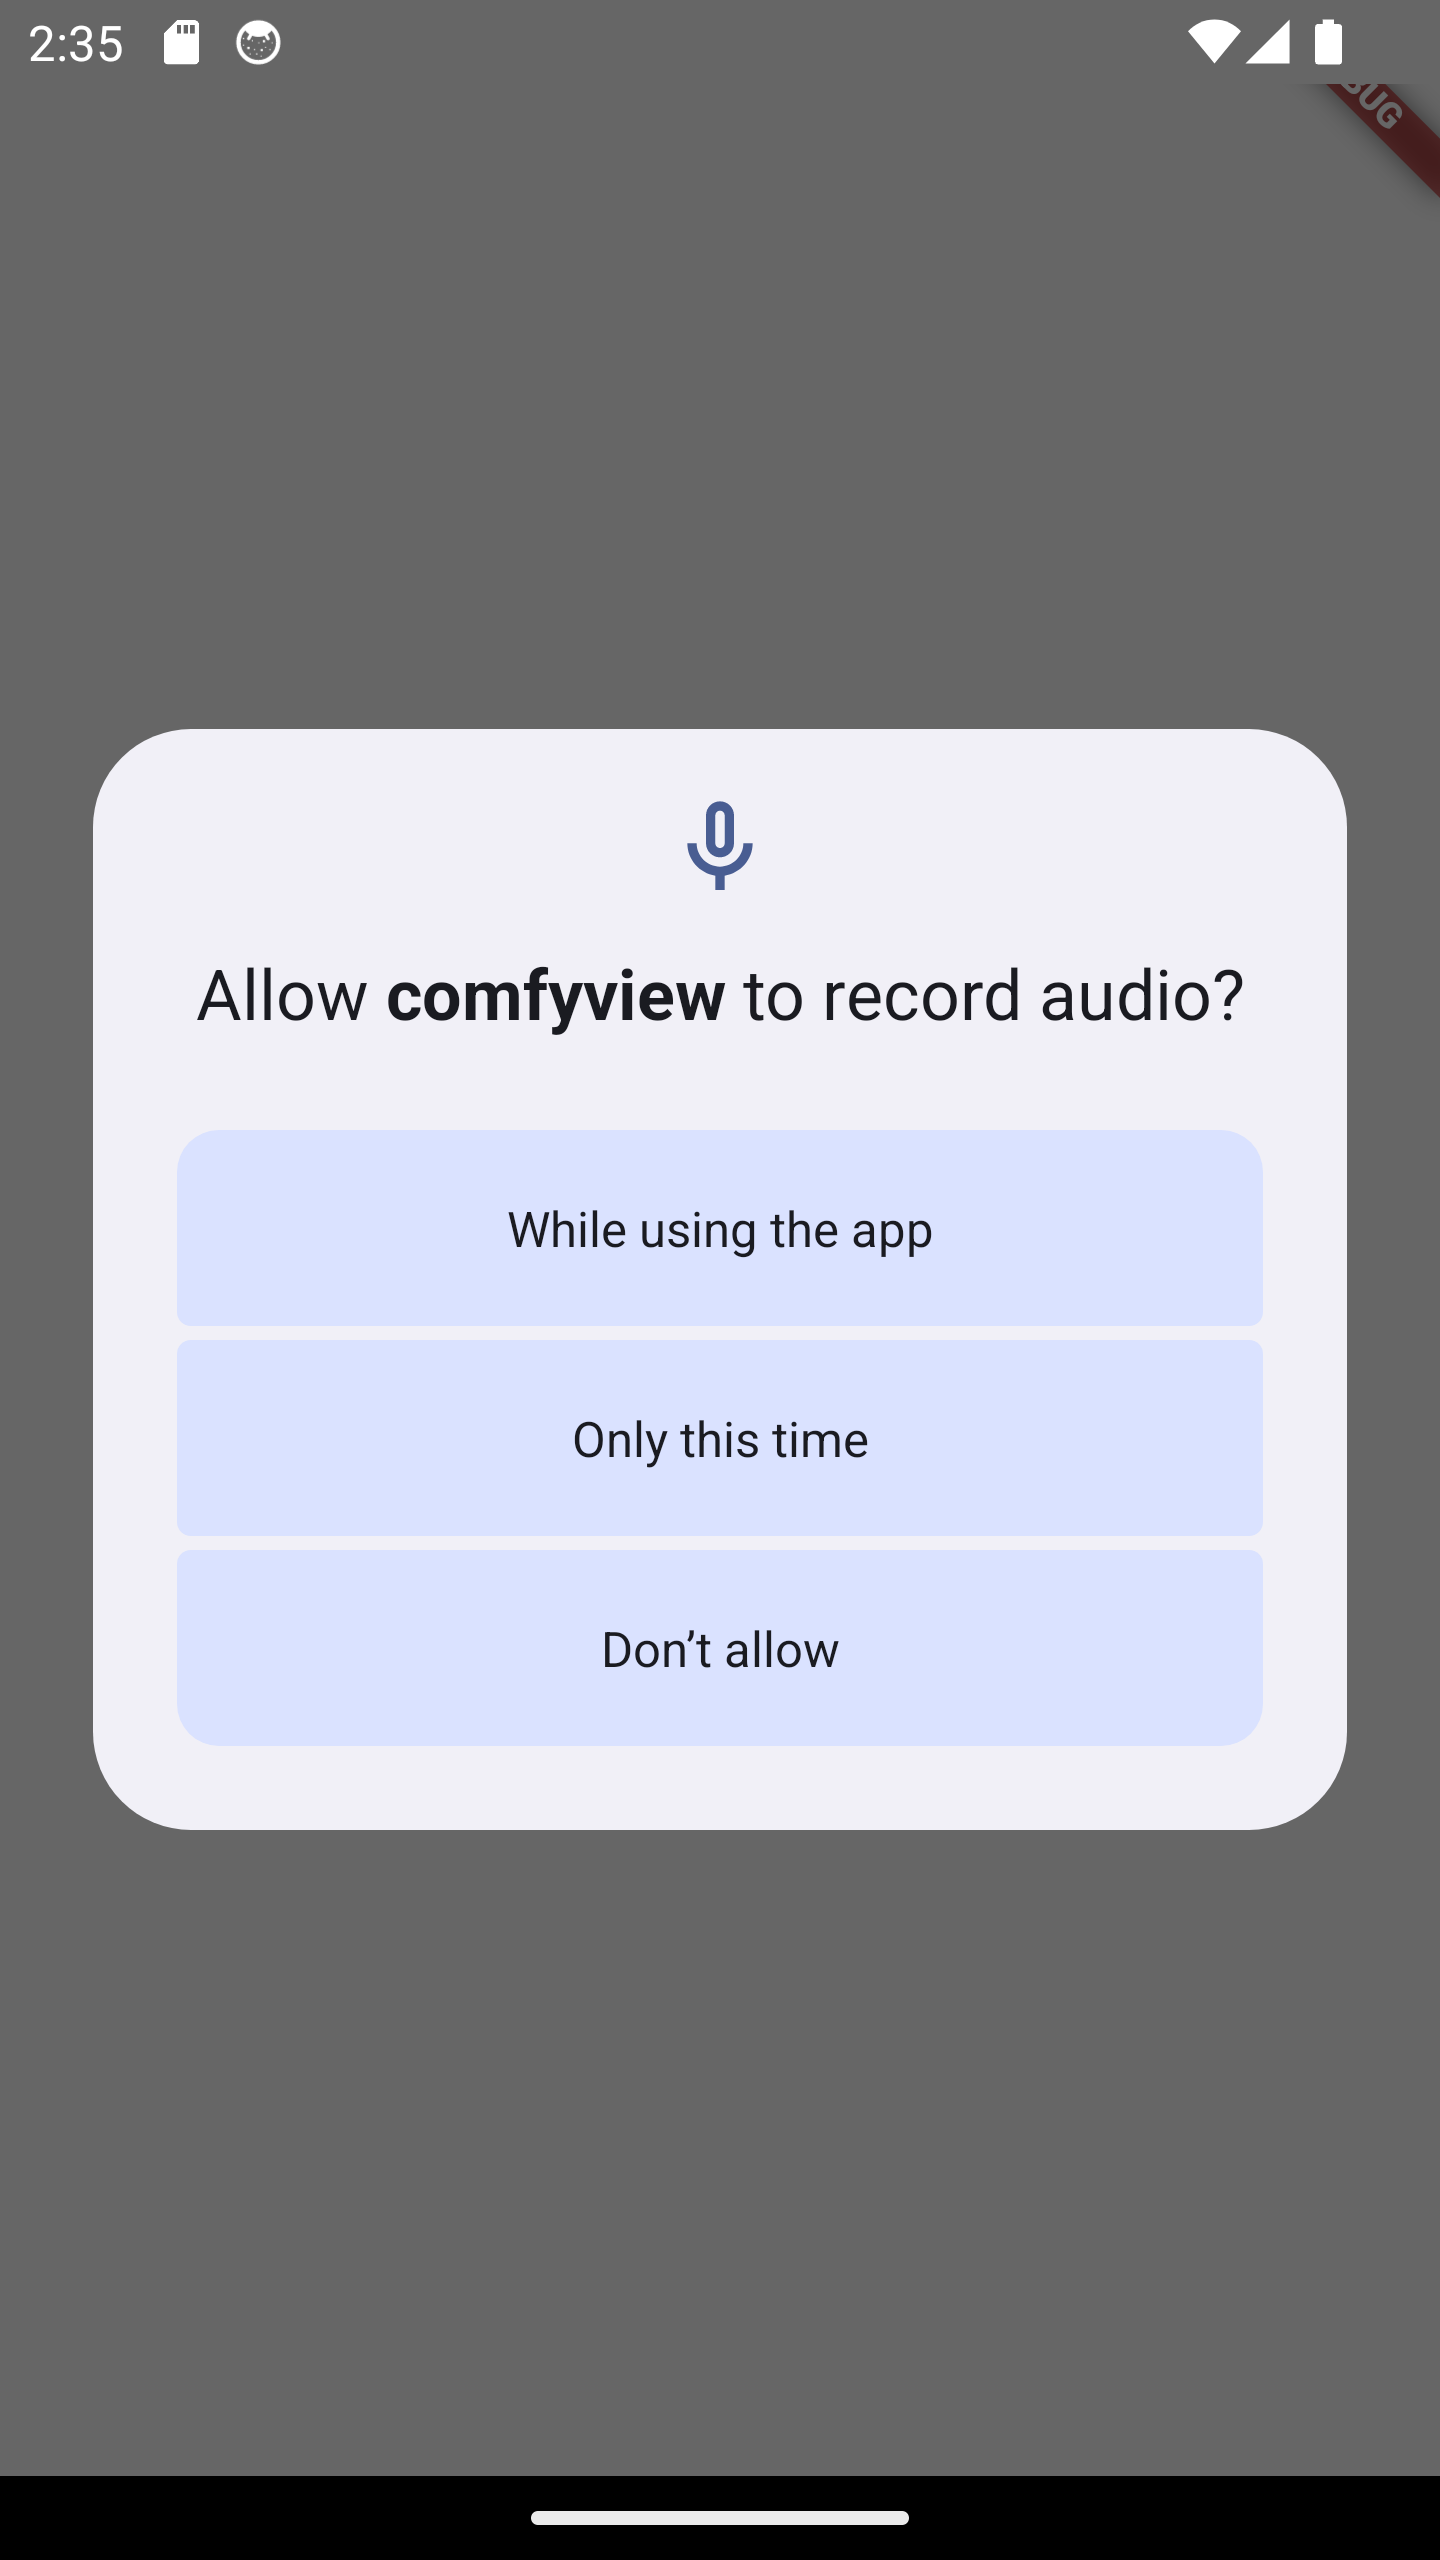 2:35
BUG
Allow comfyview to record audio?
While using the app
Only this time
Don’t allow